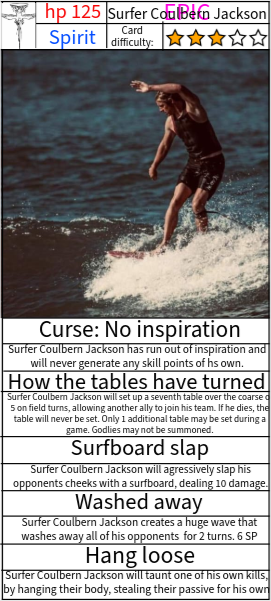 hp 125
Surfer Coulbern Jackson
EPIC
Spirit
Card
difficulty:
Curse: No inspiration
Surfer Coulbern Jackson has run out of inspiration and
will never generate any skill points of his own.
How the tables have turned
Surfer Coulbern Jackson will set up a seventh table over the coarse o
5 on field turns, allowing another ally to join his team. If he dies, the
table will never be set. Only 1 additional table may be set during a
game. Godlies may not be summoned.
Surfboard slap
Surfer Coulbern Jackson will agressively slap his
opponents cheeks with a surfboard, dealing 10 damage.
Washed away
Surfer Coulbern Jackson creates a huge wave that
washes away all of his opponents for 2 turns. 6 SP
Hang loose
Surfer Coulbern Jackson will taunt one of his own kills,
by hanging their body, stealing their passive for his own